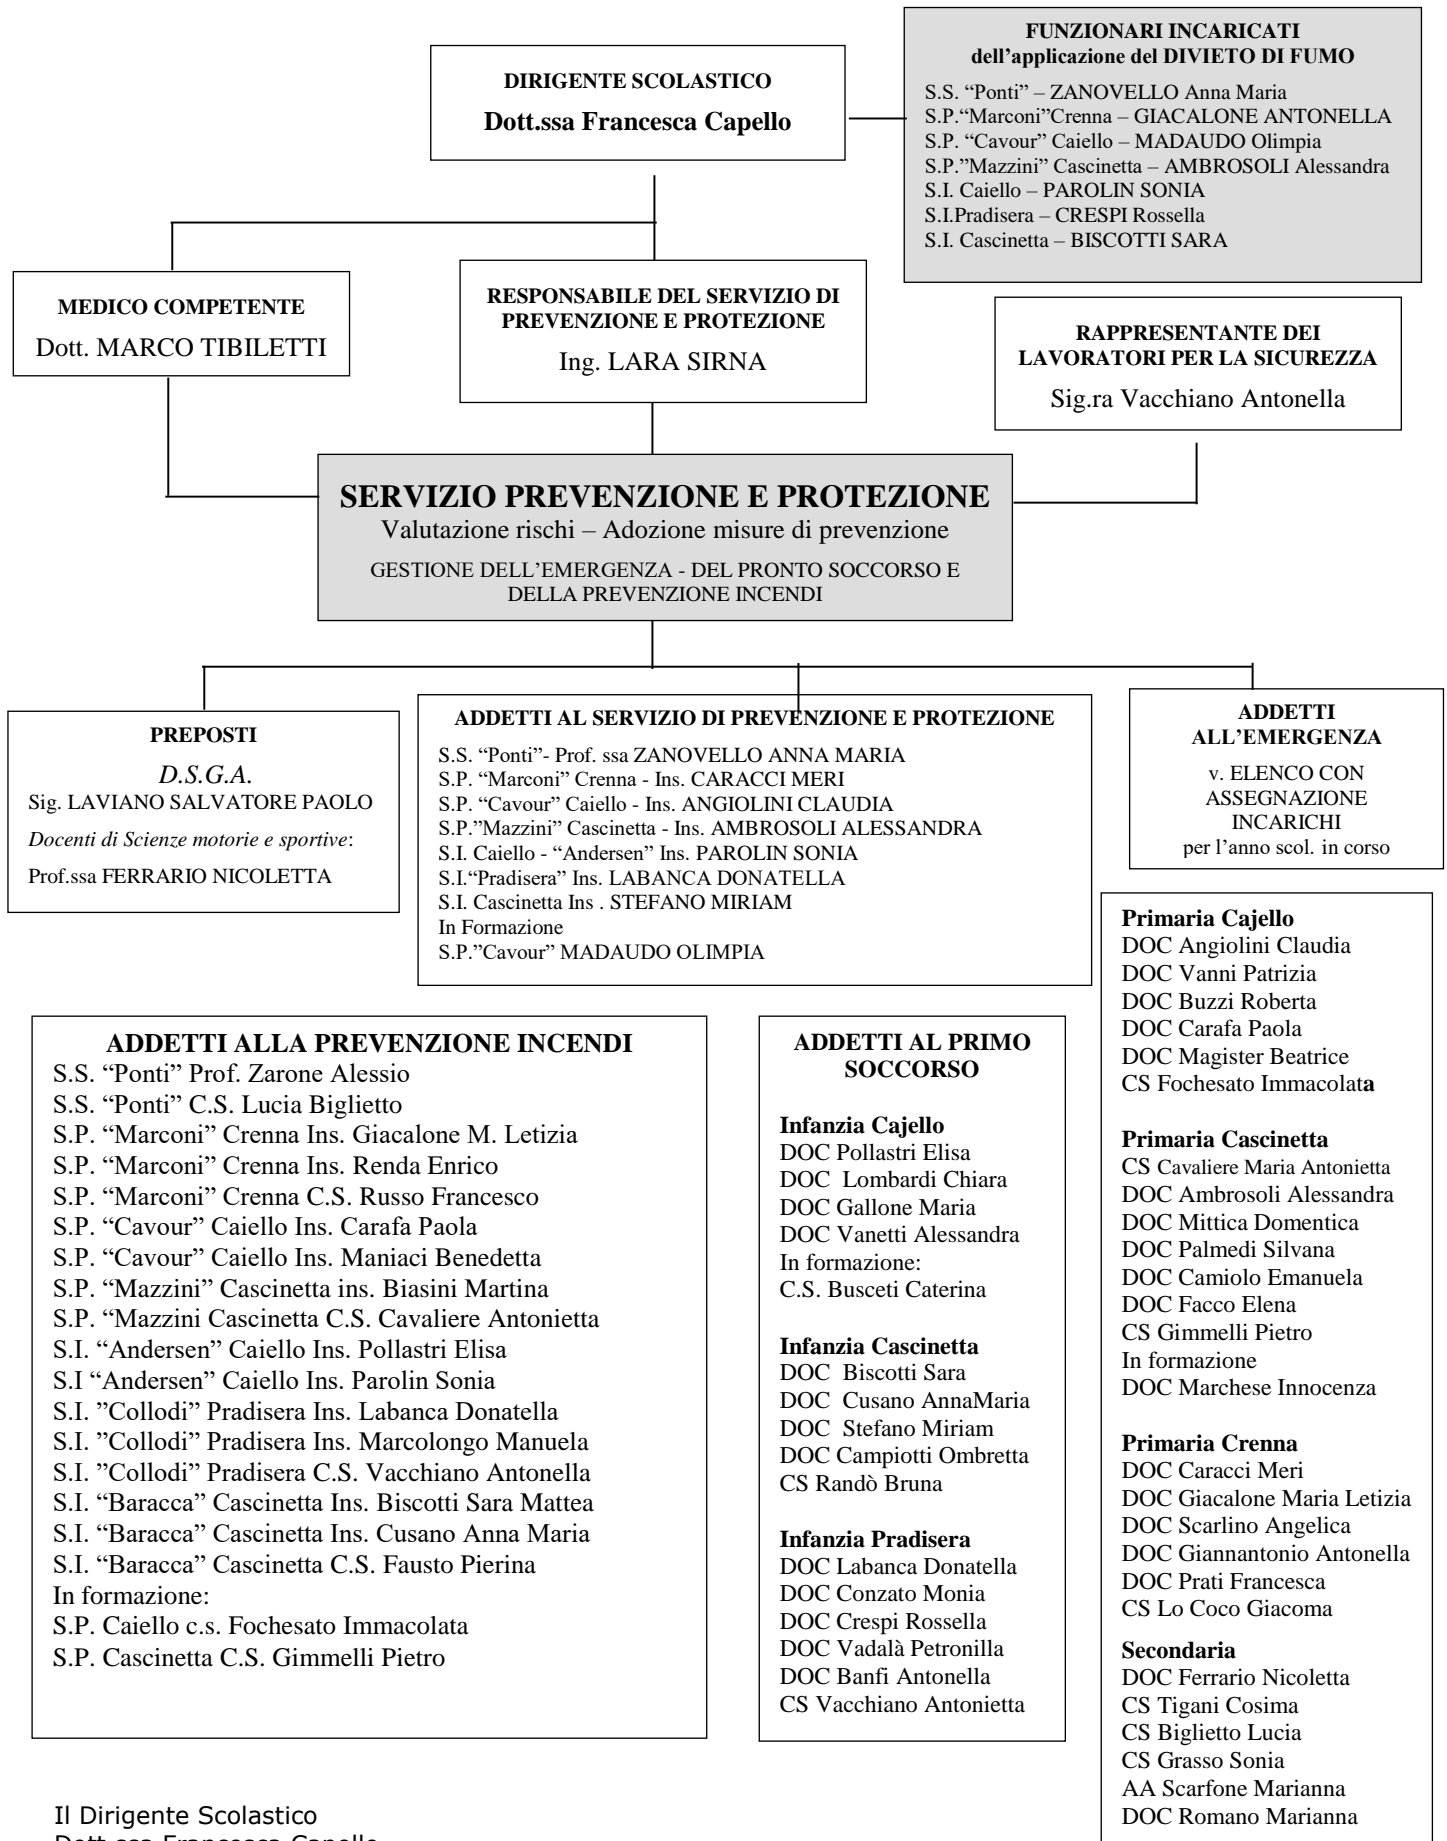 FUNZIONARI INCARICATI
dell’applicazione del DIVIETO DI FUMO
S.S. “Ponti” – ZANOVELLO Anna Maria
S.P.“Marconi”Crenna – GIACALONE ANTONELLA
S.P. “Cavour” Caiello – MADAUDO Olimpia
S.P.”Mazzini” Cascinetta – AMBROSOLI Alessandra
S.I. Caiello – PAROLIN SONIA
S.I.Pradisera – CRESPI Rossella
S.I. Cascinetta – BISCOTTI SARA
DIRIGENTE SCOLASTICO
Dott.ssa Francesca Capello
MEDICO COMPETENTE
Dott. MARCO TIBILETTI
RESPONSABILE DEL SERVIZIO DI
PREVENZIONE E PROTEZIONE
Ing. LARA SIRNA
RAPPRESENTANTE DEI
LAVORATORI PER LA SICUREZZA
Sig.ra Vacchiano Antonella
SERVIZIO PREVENZIONE E PROTEZIONE
Valutazione rischi – Adozione misure di prevenzione
GESTIONE DELL’EMERGENZA - DEL PRONTO SOCCORSO E
DELLA PREVENZIONE INCENDI
PREPOSTI
D.S.G.A.
Sig. LAVIANO SALVATORE PAOLO
Docenti di Scienze motorie e sportive:
Prof.ssa FERRARIO NICOLETTA
ADDETTI AL SERVIZIO DI PREVENZIONE E PROTEZIONE
S.S. “Ponti”- Prof. ssa ZANOVELLO ANNA MARIA
S.P. “Marconi” Crenna - Ins. CARACCI MERI
S.P. “Cavour” Caiello - Ins. ANGIOLINI CLAUDIA
S.P.”Mazzini” Cascinetta - Ins. AMBROSOLI ALESSANDRA
S.I. Caiello - “Andersen” Ins. PAROLIN SONIA
S.I.“Pradisera” Ins. LABANCA DONATELLA
S.I. Cascinetta Ins . STEFANO MIRIAM
In Formazione
S.P.”Cavour” MADAUDO OLIMPIA
ADDETTI
ALL’EMERGENZA
v. ELENCO CON
ASSEGNAZIONE
INCARICHI
per l’anno scol. in corso
ADDETTI ALLA PREVENZIONE INCENDI
S.S. “Ponti” Prof. Zarone Alessio
S.S. “Ponti” C.S. Lucia Biglietto
S.P. “Marconi” Crenna Ins. Giacalone M. Letizia
S.P. “Marconi” Crenna Ins. Renda Enrico
S.P. “Marconi” Crenna C.S. Russo Francesco
S.P. “Cavour” Caiello Ins. Carafa Paola
S.P. “Cavour” Caiello Ins. Maniaci Benedetta
S.P. “Mazzini” Cascinetta ins. Biasini Martina
S.P. “Mazzini Cascinetta C.S. Cavaliere Antonietta
S.I. “Andersen” Caiello Ins. Pollastri Elisa
S.I “Andersen” Caiello Ins. Parolin Sonia
S.I. ”Collodi” Pradisera Ins. Labanca Donatella
S.I. ”Collodi” Pradisera Ins. Marcolongo Manuela
S.I. ”Collodi” Pradisera C.S. Vacchiano Antonella
S.I. “Baracca” Cascinetta Ins. Biscotti Sara Mattea
S.I. “Baracca” Cascinetta Ins. Cusano Anna Maria
S.I. “Baracca” Cascinetta C.S. Fausto Pierina
In formazione:
S.P. Caiello c.s. Fochesato Immacolata
S.P. Cascinetta C.S. Gimmelli Pietro
ADDETTI AL PRIMO
SOCCORSO
Infanzia Cajello
DOC Pollastri Elisa
DOC Lombardi Chiara
DOC Gallone Maria
DOC Vanetti Alessandra
In formazione:
C.S. Busceti Caterina
Infanzia Cascinetta
DOC Biscotti Sara
DOC Cusano AnnaMaria
DOC Stefano Miriam
DOC Campiotti Ombretta
CS Randò Bruna
Infanzia Pradisera
DOC Labanca Donatella
DOC Conzato Monia
DOC Crespi Rossella
DOC Vadalà Petronilla
DOC Banfi Antonella
CS Vacchiano Antonietta
Primaria Cajello
DOC Angiolini Claudia
DOC Vanni Patrizia
DOC Buzzi Roberta
DOC Carafa Paola
DOC Magister Beatrice
CS Fochesato Immacolata
Primaria Cascinetta
CS Cavaliere Maria Antonietta
DOC Ambrosoli Alessandra
DOC Mittica Domentica
DOC Palmedi Silvana
DOC Camiolo Emanuela
DOC Facco Elena
CS Gimmelli Pietro
In formazione
DOC Marchese Innocenza
Primaria Crenna
DOC Caracci Meri
DOC Giacalone Maria Letizia
DOC Scarlino Angelica
DOC Giannantonio Antonella
DOC Prati Francesca
CS Lo Coco Giacoma
Secondaria
DOC Ferrario Nicoletta
CS Tigani Cosima
CS Biglietto Lucia
CS Grasso Sonia
AA Scarfone Marianna
DOC Romano Marianna
Il Dirigente Scolastico
Dott.ssa Francesca Capello